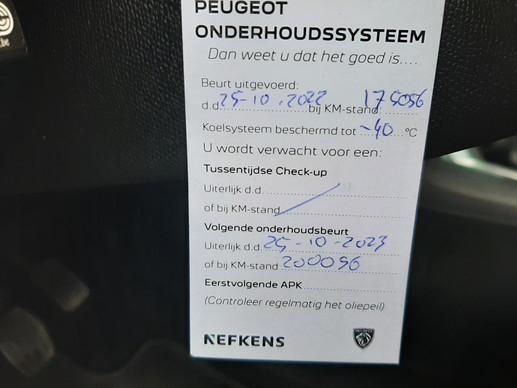 PEUGEOT
ONDERHOUDSSYSTEEM
Dan weet u dat het goed is....
Beurt uitgevoerd:
d.d. 25-10-2022 bij KM-stand 175056
Koelsysteem beschermd tot -40 °C
U wordt verwacht voor een:
Tussentijdse Check-up
Uiterlijk d.d.
of bij KM-stand
Volgende onderhoudsbeurt
Uiterlijk d.d. 25-10-2023
of bij KM-stand 200056
Eerstvolgende APK
(Controleer regelmatig het oliepeil)
NEFKENS